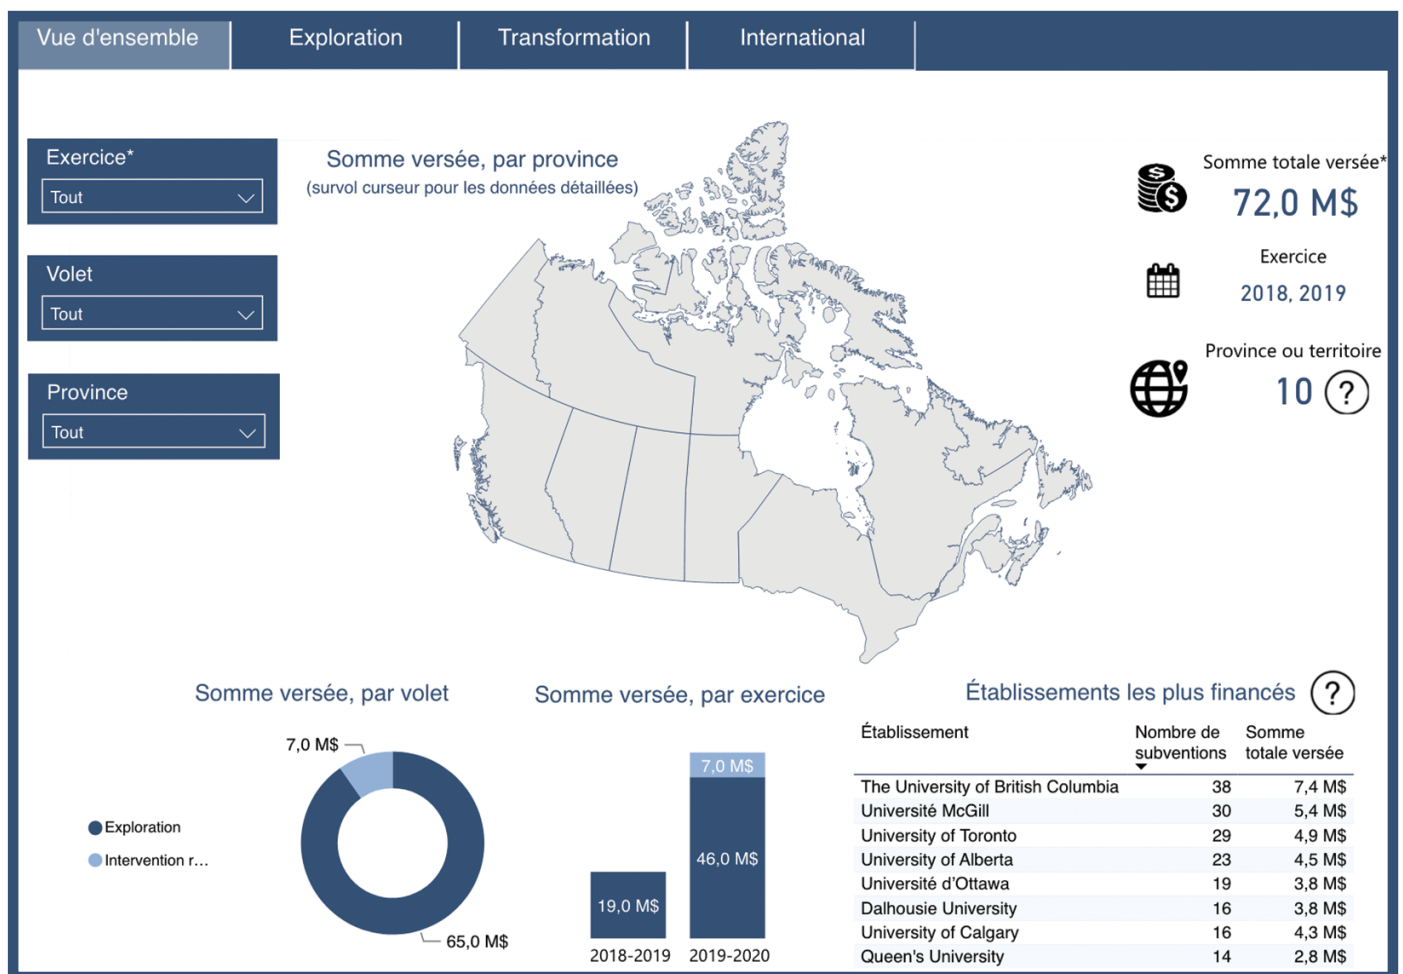 Vue d'ensemble
Exploration
Transformation
International
Exercice*
Tout
Volet
Tout
Province
Tout
Somme versée, par province
(survol curseur pour les données détaillées)
Somme totale versée*
72,0 M$
Exercice
2018, 2019
Province ou territoire
10 ?
Somme versée, par volet
7,0 M$
Exploration
Intervention r...
65,0 M$
Somme versée, par exercice
7,0 M$
46,0 M$
19,0 M$
2018-2019 2019-2020
Établissements les plus financés ?
Établissement Nombre de subventions Somme totale versée
The University of British Columbia 38 7,4 M$
Université McGill 30 5,4 M$
University of Toronto 29 4,9 M$
University of Alberta 23 4,5 M$
Université d'Ottawa 19 3,8 M$
Dalhousie University 16 3,8 M$
University of Calgary 16 4,3 M$
Queen's University 14 2,8 M$